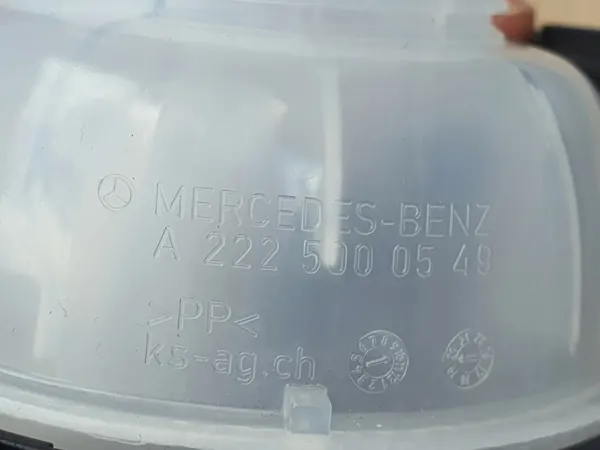 MERCEDES-BENZ
A 222 500 05 49
>PP<
ks-ag.ch